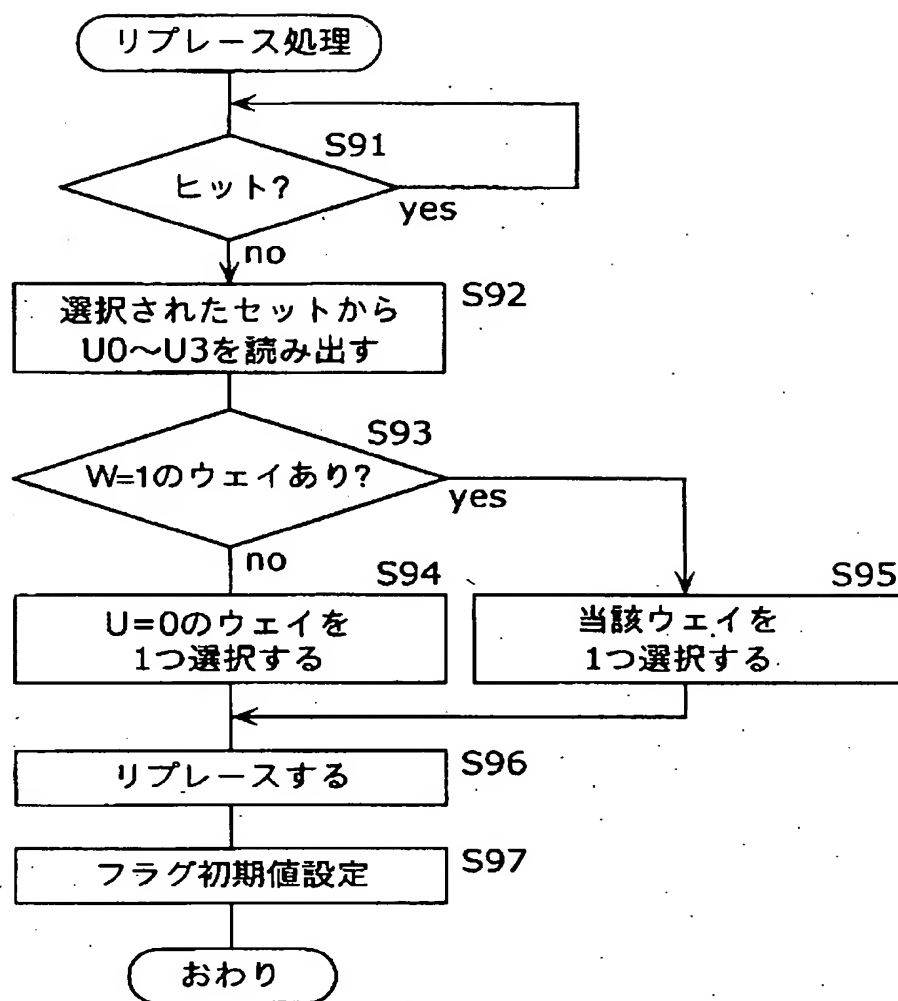 リプレース処理
S91
ヒット?
yes
no
S92
選択されたセットから
U0～U3を読み出す
S93
W=1のウェイあり?
yes
no
S94
U=0のウェイを
1つ選択する
S95
当該ウェイを
1つ選択する
リプレースする
S96
フラグ初期値設定
S97
おわり